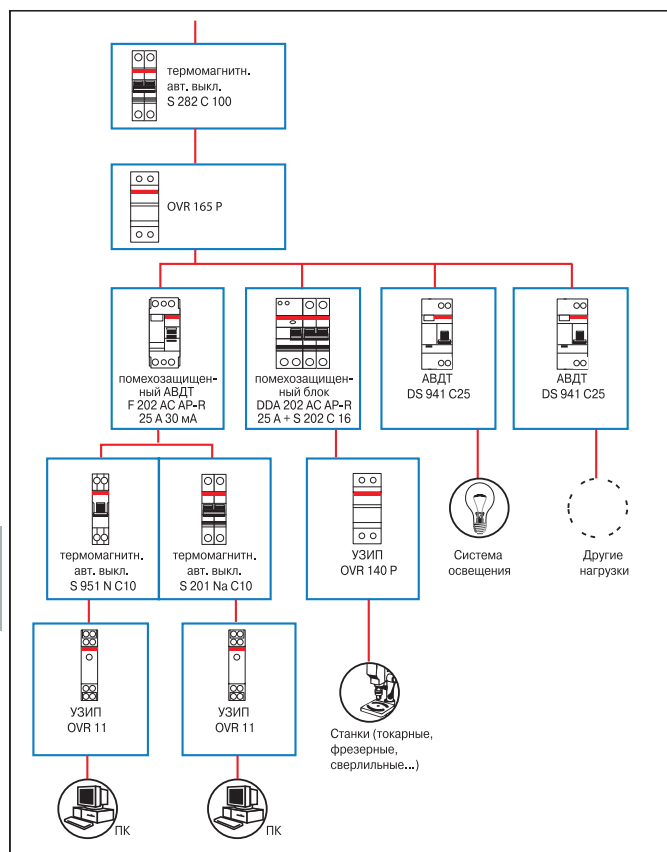 термомагнитн.
авт. выкл.
S 282 C 100
OVR 165 P
помехозащищен-
ный АВДТ
F 202 AC AP-R
25 A 30 мА
помехозащищен-
ный блок
DDA 202 AC AP-R
25 A + S 202 C 16
АВДТ
DS 941 C25
АВДТ
DS 941 C25
термомагнитн.
авт. выкл.
S 951 N C10
термомагнитн.
авт. выкл.
S 201 Na C10
УЗИП
OVR 140 P
Система
освещения
Другие
нагрузки
УЗИП
OVR 11
УЗИП
OVR 11
Станки (токарные,
фрезерные,
сверлильные...)
ПК
ПК